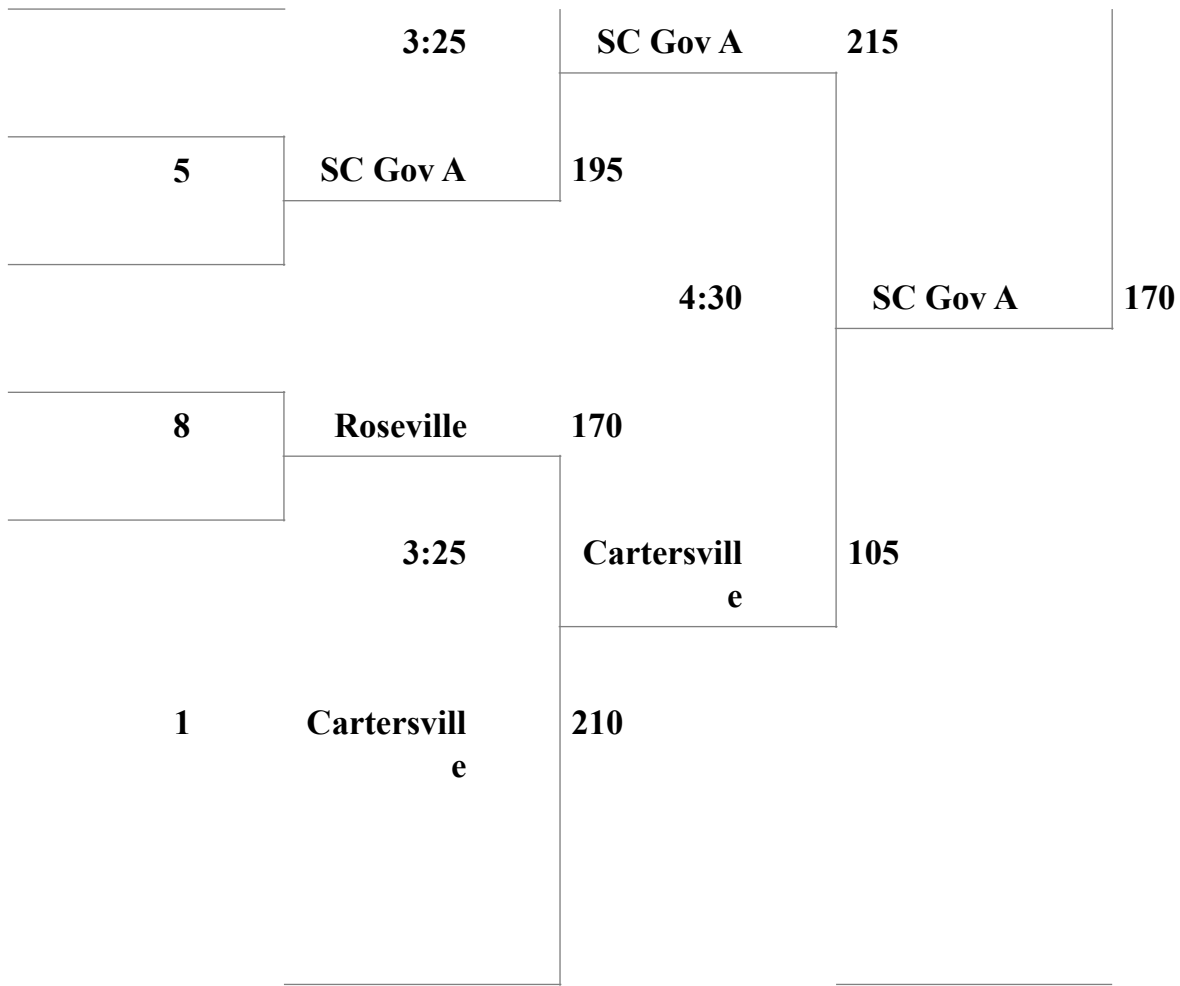 3:25 SC Gov A 215
5 SC Gov A 195
4:30 SC Gov A 170
8 Roseville 170
3:25 Cartersvill 105
e
1 Cartersvill 210
e